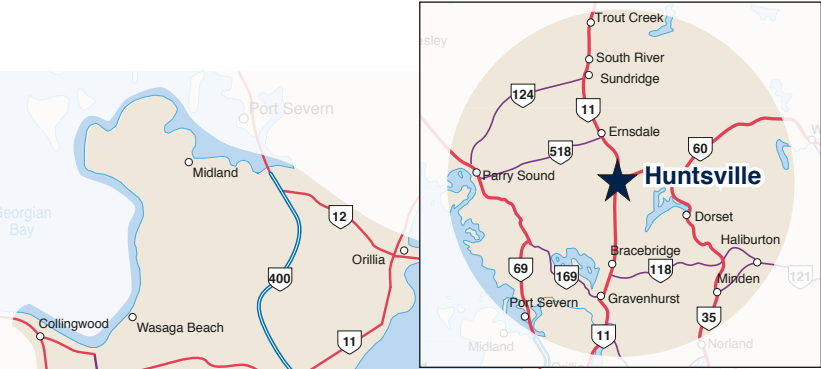 Port Severn
Midland
Georgian
Bay
12
Orillia
400
Collingwood
Wasaga Beach
11
Trout Creek
South River
Sundridge
124
11
Ernsdale
518
60
Parry Sound
Huntsville
Dorset
Bracebridge
Haliburton
69
169
118
121
Minden
Port Severn
Gravenhurst
35
11
Midland
Norland